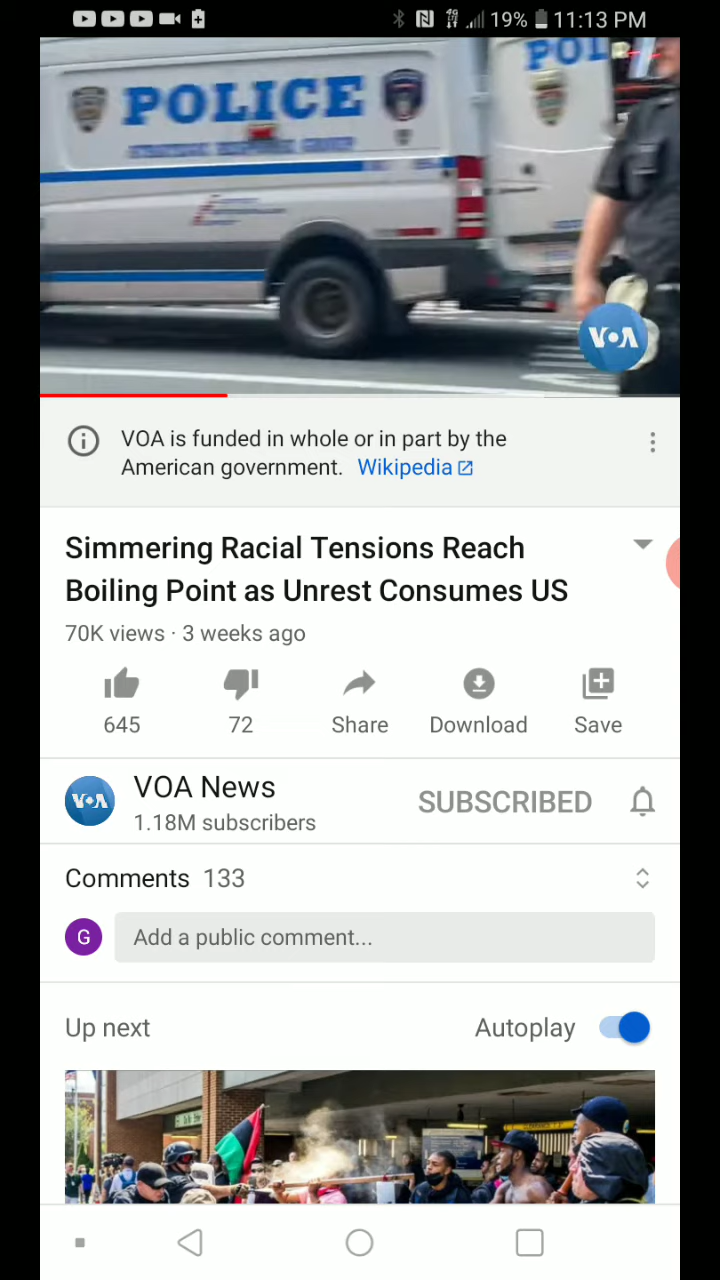 4G
19% 11:13 PM
POLICE
POL
VOA
VOA is funded in whole or in part by the
American government. Wikipedia
Simmering Racial Tensions Reach
Boiling Point as Unrest Consumes US
70K views · 3 weeks ago
645
72
Share
Download
Save
VOA
VOA News
SUBSCRIBED
1.18M subscribers
Comments 133
G
Add a public comment...
Up next
Autoplay